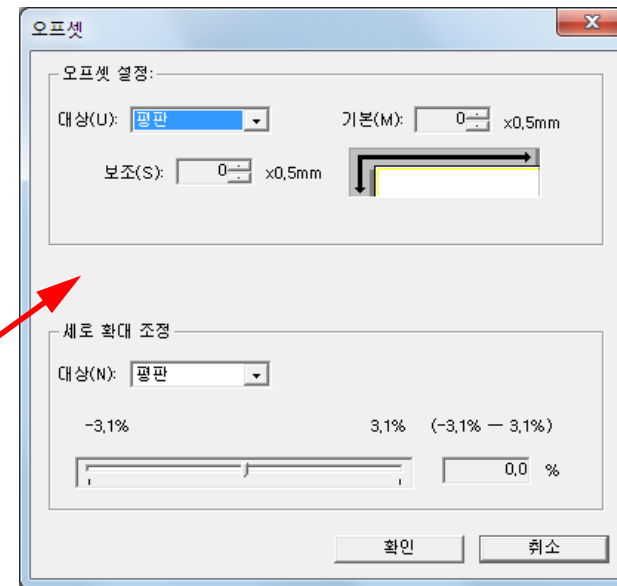 오프셋
오프셋 설정:
대상(U): 평판 기본(M): 0 x0,5mm
보조(S): 0 x0,5mm
세로 확대 조정
대상(N): 평판
-3,1% 3,1% (-3,1% — 3,1%)
0,0 %
확인 취소